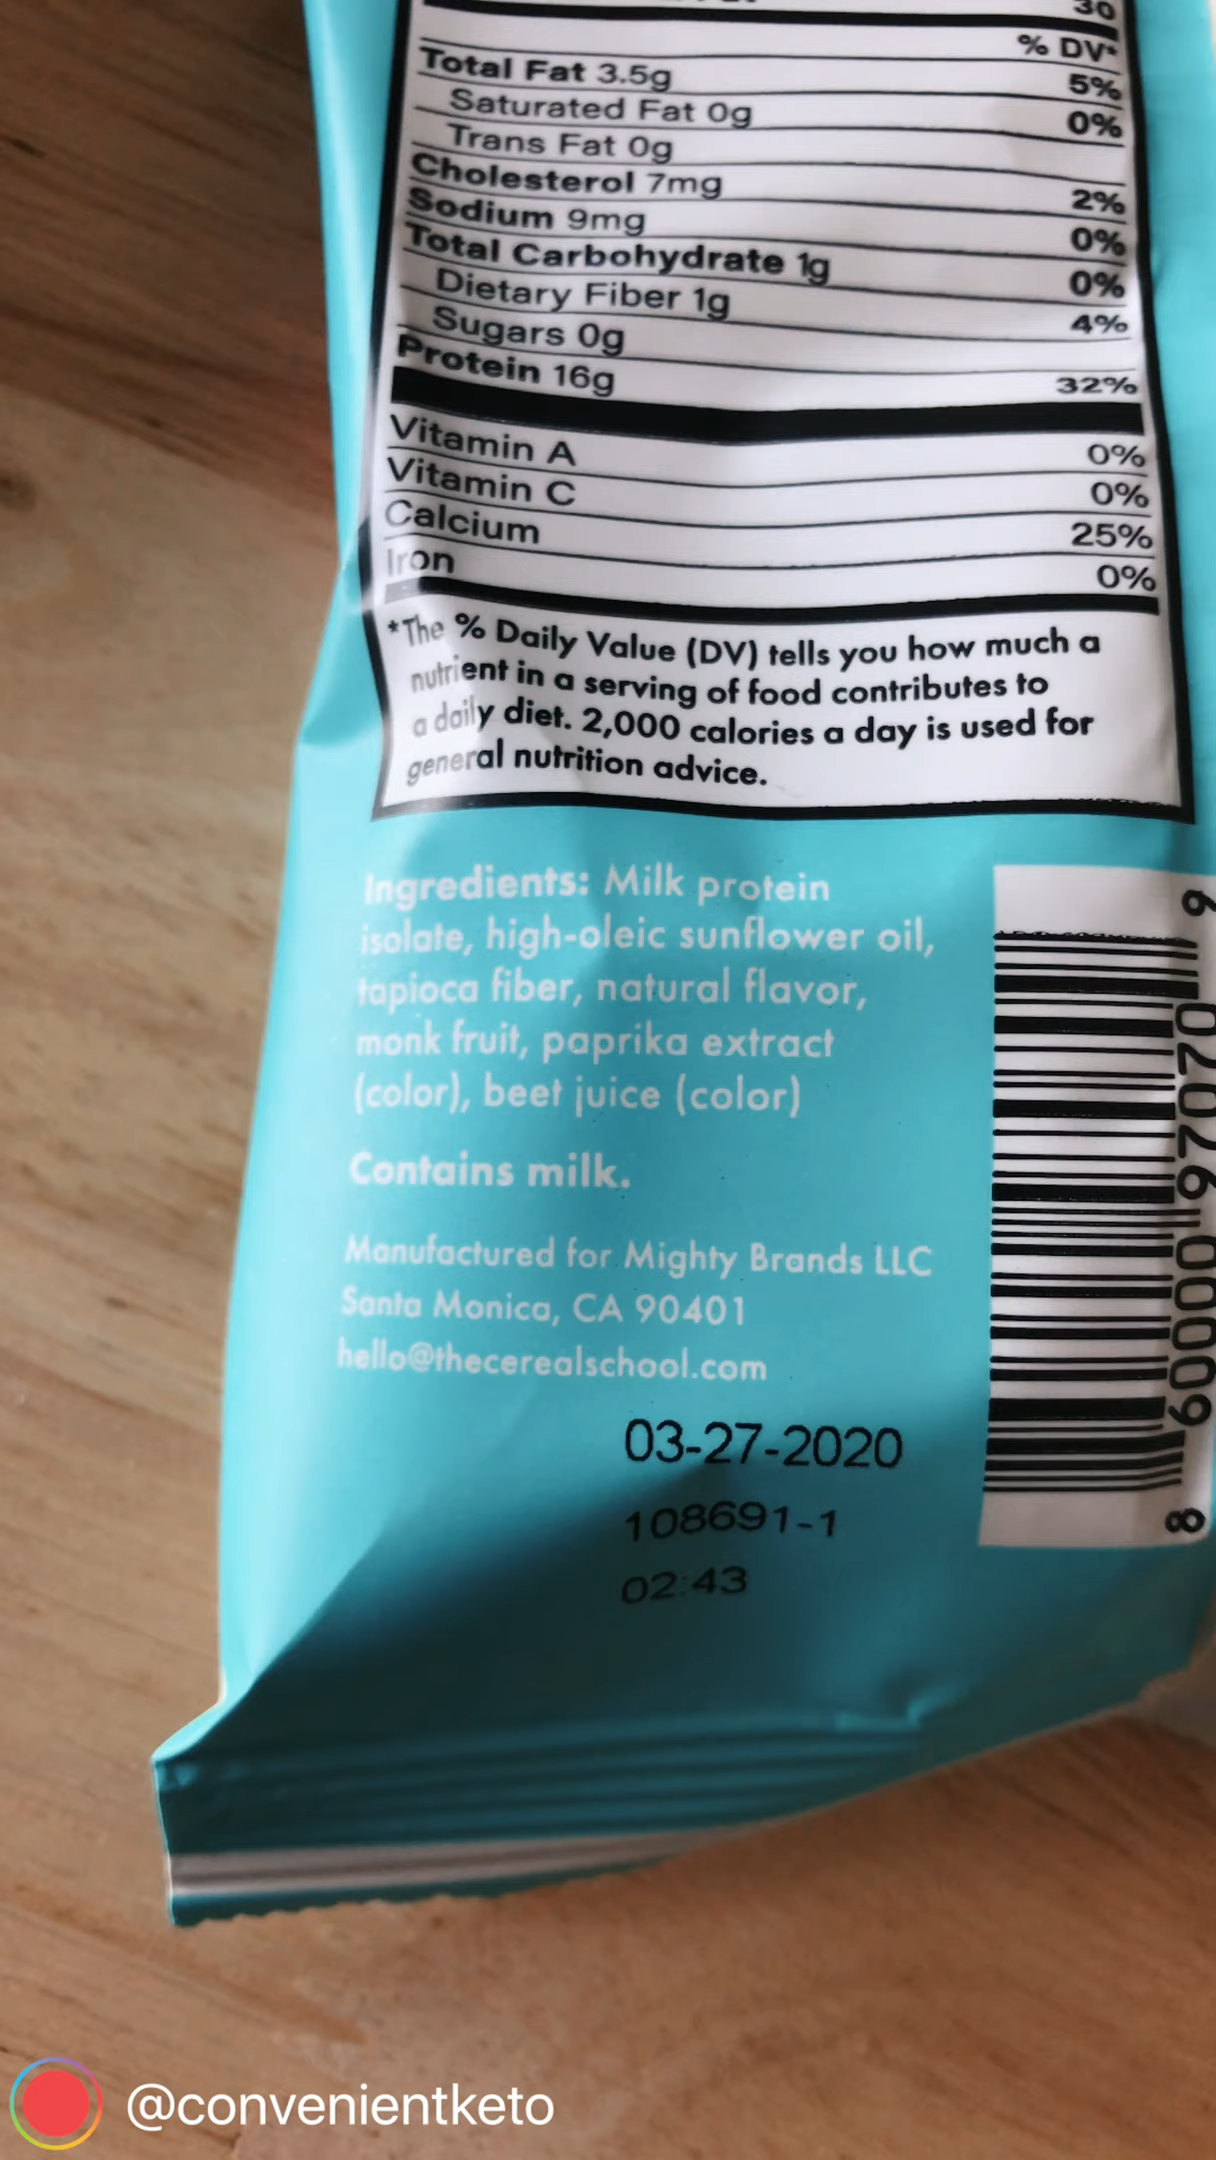 30
% DV*
Total Fat 3.5g 5%
Saturated Fat 0g 0%
Trans Fat 0g
Cholesterol 7mg 2%
Sodium 9mg 0%
Total Carbohydrate 1g 0%
Dietary Fiber 1g 4%
Sugars 0g
Protein 16g 32%
Vitamin A 0%
Vitamin C 0%
Calcium 25%
Iron 0%
*The % Daily Value (DV) tells you how much a
nutrient in a serving of food contributes to
a daily diet. 2,000 calories a day is used for
general nutrition advice.
Ingredients: Milk protein
isolate, high-oleic sunflower oil,
tapioca fiber, natural flavor,
monk fruit, paprika extract
(color), beet juice (color)
Contains milk.
Manufactured for Mighty Brands LLC
Santa Monica, CA 90401
hello@thecerealschool.com
03-27-2020
108691-1
02:43
@convenientketo